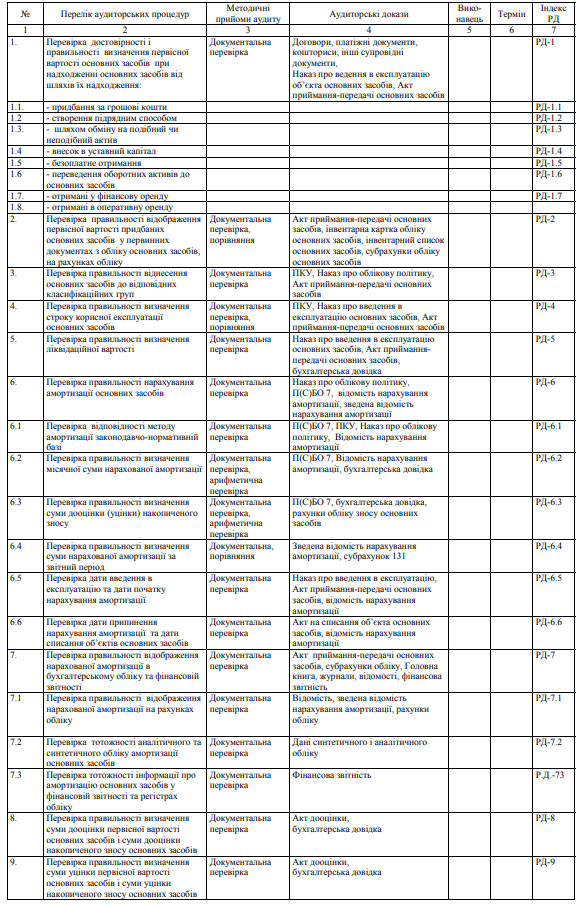 №
Перелік аудиторських процедур
Методичні
прийоми аудиту
Аудиторські докази
Вико-
навець
Термін
Індекс
РД
1
2
3
4
5
6
7
1.
Перевірка достовірності і
правильності визначення первісної
вартості основних засобів при
надходженні основних засобів від
шляхів їх надходження:
Документальна
перевірка
Договори, платіжні документи,
кошториси, інші супровідні
документи,
Наказ про ведення в експлуатацію
об’єкта основних засобів, Акт
приймання-передачі основних засобів
РД-1
1.1.
- придбання за грошові кошти
РД-1.1
1.2
- створення підрядним способом
РД-1.2
1.3.
- шляхом обміну на подібний чи
неподібний актив
РД-1.3
1.4
- внесок в уставний капітал
РД-1.4
1.5
- безоплатне отримання
РД-1.5
1.6
- переведення оборотних активів до
основних засобів
РД-1.6
1.7.
- отримані у фінансову оренду
РД-1.7
1.8.
- отримані в оперативну оренду
2.
Перевірка правильності відображення
первісної вартості придбаних
основних засобів у первинних
документах з обліку основних засобів,
на рахунках обліку
Документальна
перевірка,
порівняння
Акт приймання-передачі основних
засобів, інвентарна картка обліку
основних засобів, інвентарний список
основних засобів, субрахунки обліку
основних засобів
РД-2
3.
Перевірка правильності віднесення
основних засобів до відповідних
класифікаційних груп
Документальна
перевірка
ПКУ, Наказ про облікову політику,
Акт приймання-передачі основних
засобів
РД-3
4.
Перевірка правильності визначення
строку корисної експлуатації
основних засобів
Документальна
перевірка,
порівняння
ПКУ, Наказ про введення в
експлуатацію основних засобів, Акт
приймання-передачі основних засобів
РД-4
5.
Перевірка правильності визначення
ліквідаційної вартості
Документальна
перевірка
Наказ про введення в експлуатацію
основних засобів, Акт приймання-
передачі основних засобів,
бухгалтерська довідка
РД-5
6.
Перевірка правильності нарахування
амортизації основних засобів
Документальна
перевірка
Наказ про облікову політику,
П(С)БО 7, відомість нарахування
амортизації, зведена відомість
нарахування амортизації
РД-6
6.1
Перевірка відповідності методу
амортизації законодавчо-нормативній
базі
Документальна
перевірка
П(С)БО 7, ПКУ, Наказ про облікову
політику, Відомість нарахування
амортизації
РД-6.1
6.2
Перевірка правильності визначення
місячної суми нарахованої амортизації
Документальна
перевірка,
арифметична
перевірка
П(С)БО 7, Відомість нарахування
амортизації, бухгалтерська довідка
РД-6.2
6.3
Перевірка правильності визначення
суми дооцінки (уцінки) накопиченого
зносу
Документальна
перевірка,
арифметична
перевірка
П(С)БО 7, бухгалтерська довідка,
рахунки обліку зносу основних
засобів
РД-6.3
6.4
Перевірка правильності визначення
суми нарахованої амортизації за
звітний період
Документальна,
порівняння
Зведена відомість нарахування
амортизації, субрахунок 131
РД-6.4
6.5
Перевірка дати введення в
експлуатацію та дати початку
нарахування амортизації
Документальна
перевірка
Наказ про введення в експлуатацію,
Акт приймання-передачі основних
засобів, відомість нарахування
амортизації
РД-6.5
6.6
Перевірка дати припинення
нарахування амортизації та дати
списання об’єктів основних засобів
Документальна
перевірка
Акт на списання об’єкта основних
засобів, відомість нарахування
амортизації
РД-6.6
7.
Перевірка правильності відображення
нарахованої амортизації в
бухгалтерському обліку та фінансовій
звітності
Документальна
перевірка
Акт приймання-передачі основних
засобів, субрахунки обліку, Головна
книга, журнали, відомості, фінансова
звітність
РД-7
7.1
Перевірка правильності відображення
нарахованої амортизації на рахунках
обліку
Документальна
перевірка
Відомість, зведена відомість
нарахування амортизації, рахунки
обліку
РД-7.1
7.2
Перевірка тотожності аналітичного та
синтетичного обліку амортизації
основних засобів
Документальна
перевірка
Дані синтетичного і аналітичного
обліку
РД-7.2
7.3
Перевірка тотожності інформації про
амортизацію основних засобів у
фінансовій звітності та регістрах
обліку
Документальна
перевірка
Фінансова звітність
Р.Д.-73
8.
Перевірка правильності визначення
суми дооцінки первісної вартості
основних засобів і суми дооцінки
накопиченого зносу основних засобів
Документальна
перевірка
Акт дооцінки,
бухгалтерська довідка
РД-8
9.
Перевірка правильності визначення
суми уцінки первісної вартості
основних засобів і суми уцінки
накопиченого зносу основних засобів
Документальна
перевірка
Акт дооцінки,
бухгалтерська довідка
РД-9